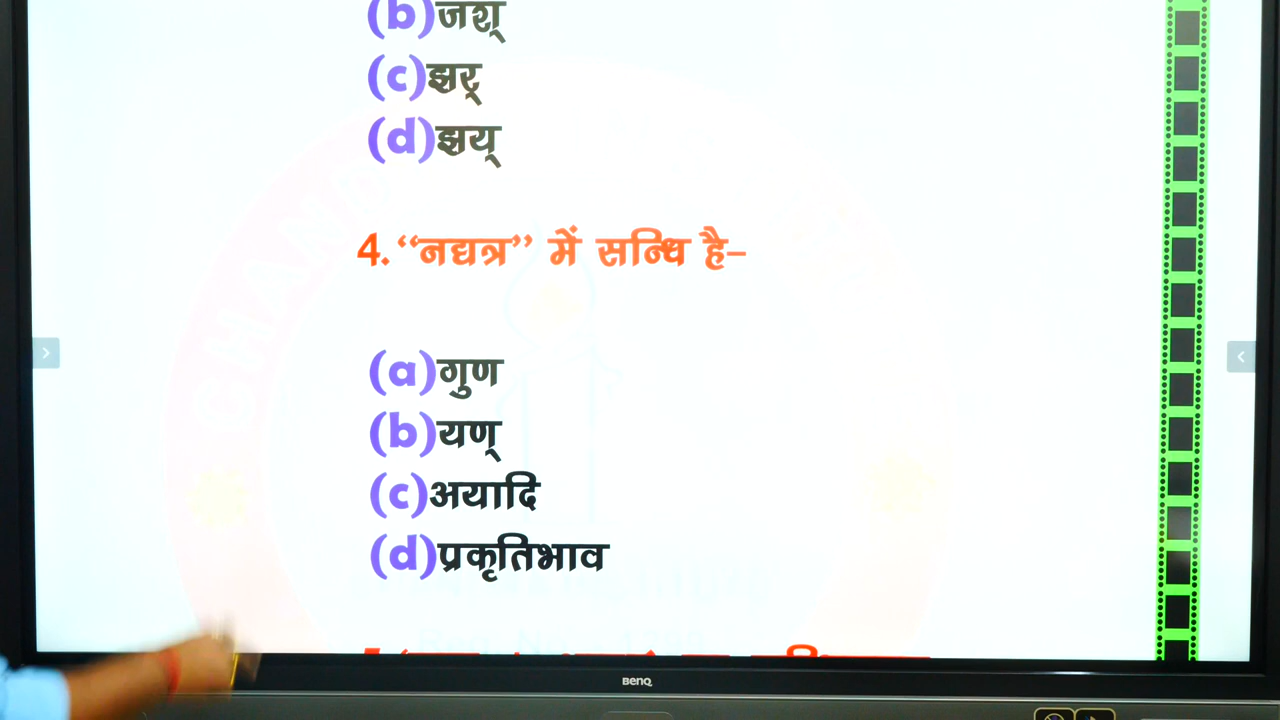 (b)जश्
(c)झर्
(d)झय्
4.“नद्यत्र” में सन्धि है–
(a)गुण
(b)यण्
(c)अयादि
(d)प्रकृतिभाव
BenQ